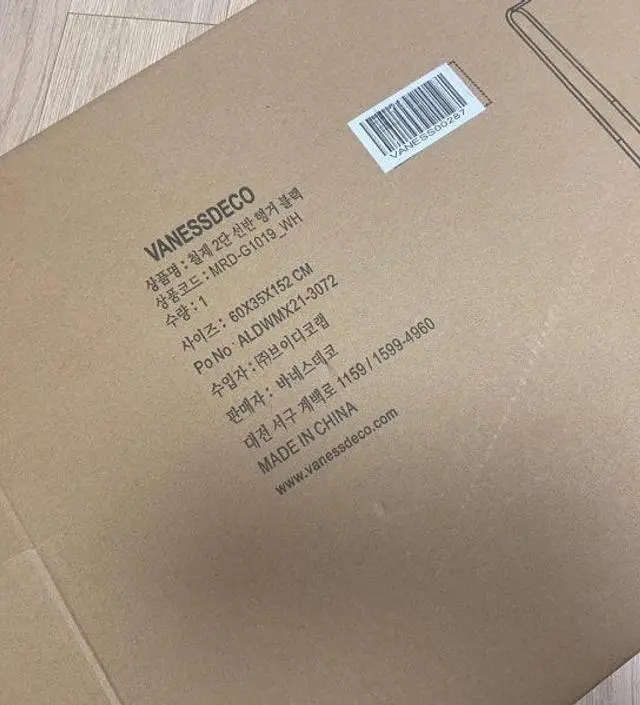 VANESS00287
VANESSDECO
상품명 : 철제 2단 선반 행거 블랙
상품코드 : MRD-G1019_WH
수량 : 1
사이즈 : 60X35X152 CM
Po No : ALDWMX21-3072
수입자 : ㈜브이디코랩
판매자 : 바네스데코
대전 서구 계백로 1159 / 1599-4960
MADE IN CHINA
www.vanessdeco.com